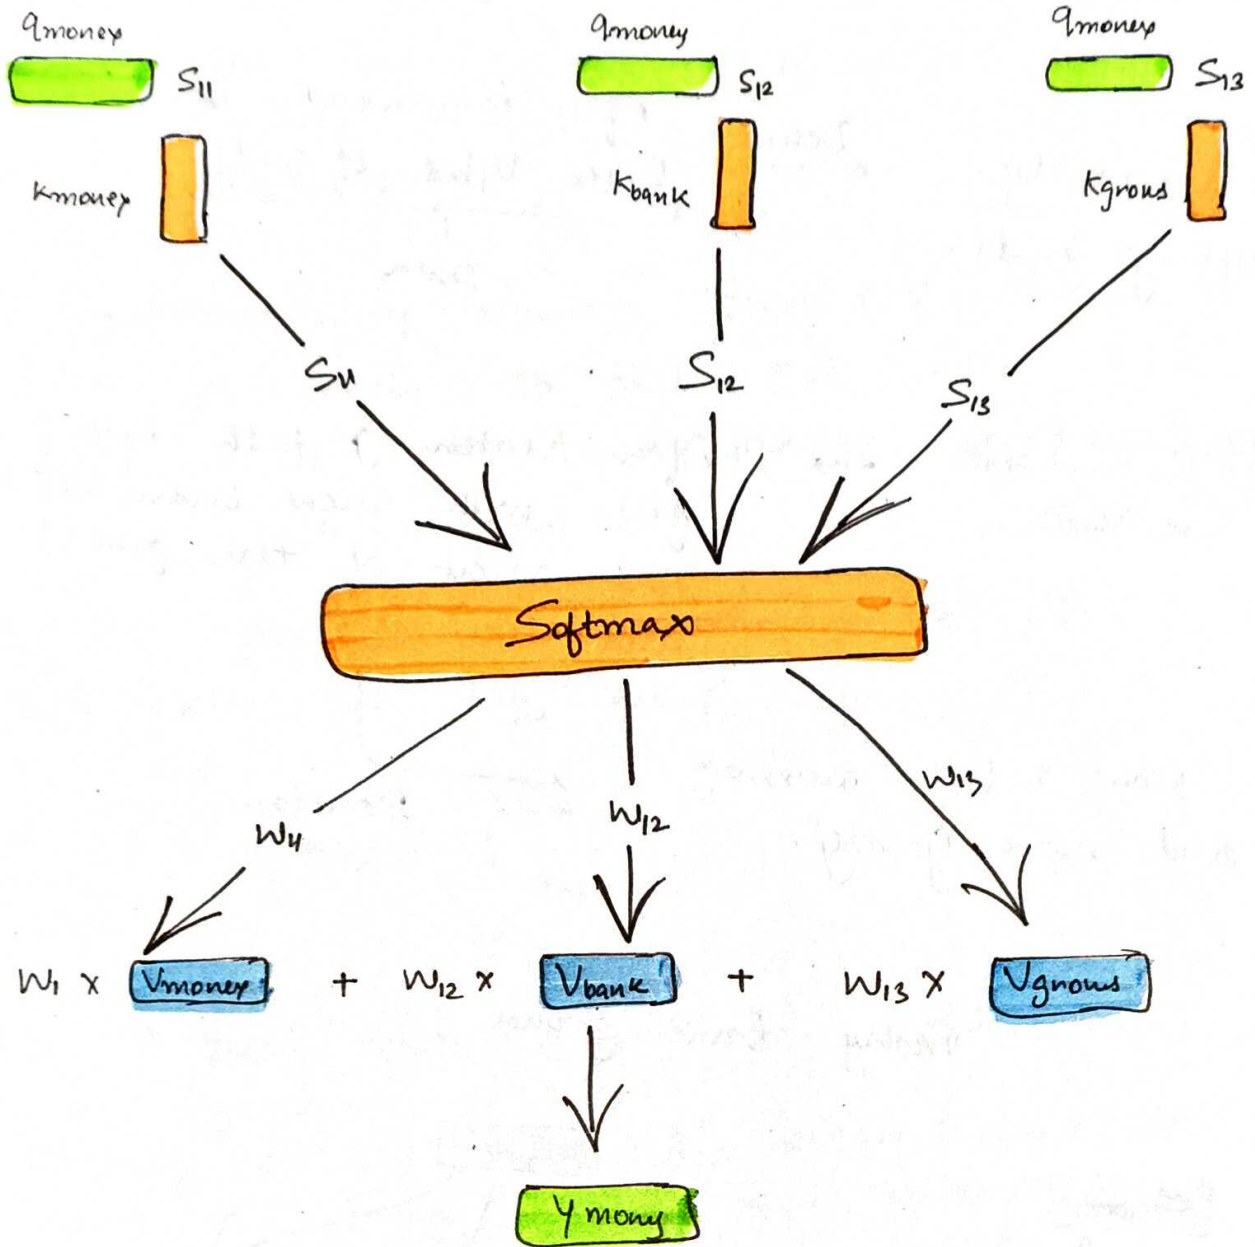 qmoney qmoney qmoney
S11 S12 S13
Kmoney Kbank Kgrows
S11 S12 S13
Softmax
W11 W12 W13
W1 x Vmoney + W12 x Vbank + W13 x Vgrows
Y mony